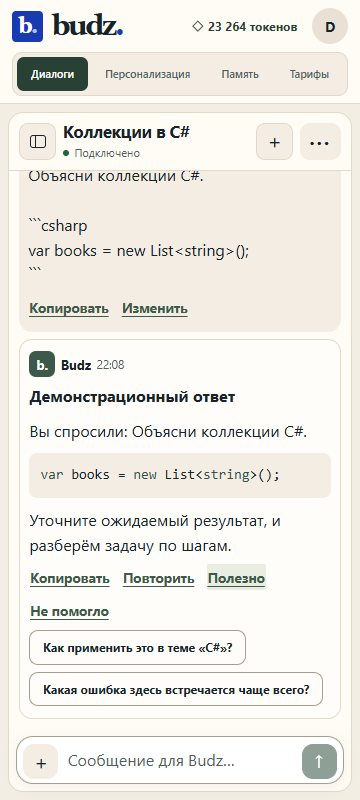 b. budz.
23 264 токенов
D
Диалоги Персонализация Память Тарифы
Коллекции в C#
Подключено
+ ...
Объясни коллекции C#.
```csharp
var books = new List<string>();
```
Копировать Изменить
b. Budz 22:08
Демонстрационный ответ
Вы спросили: Объясни коллекции C#.
var books = new List<string>();
Уточните ожидаемый результат, и
разберём задачу по шагам.
Копировать Повторить Полезно
Не помогло
Как применить это в теме «C#»?
Какая ошибка здесь встречается чаще всего?
+ Сообщение для Budz... ↑